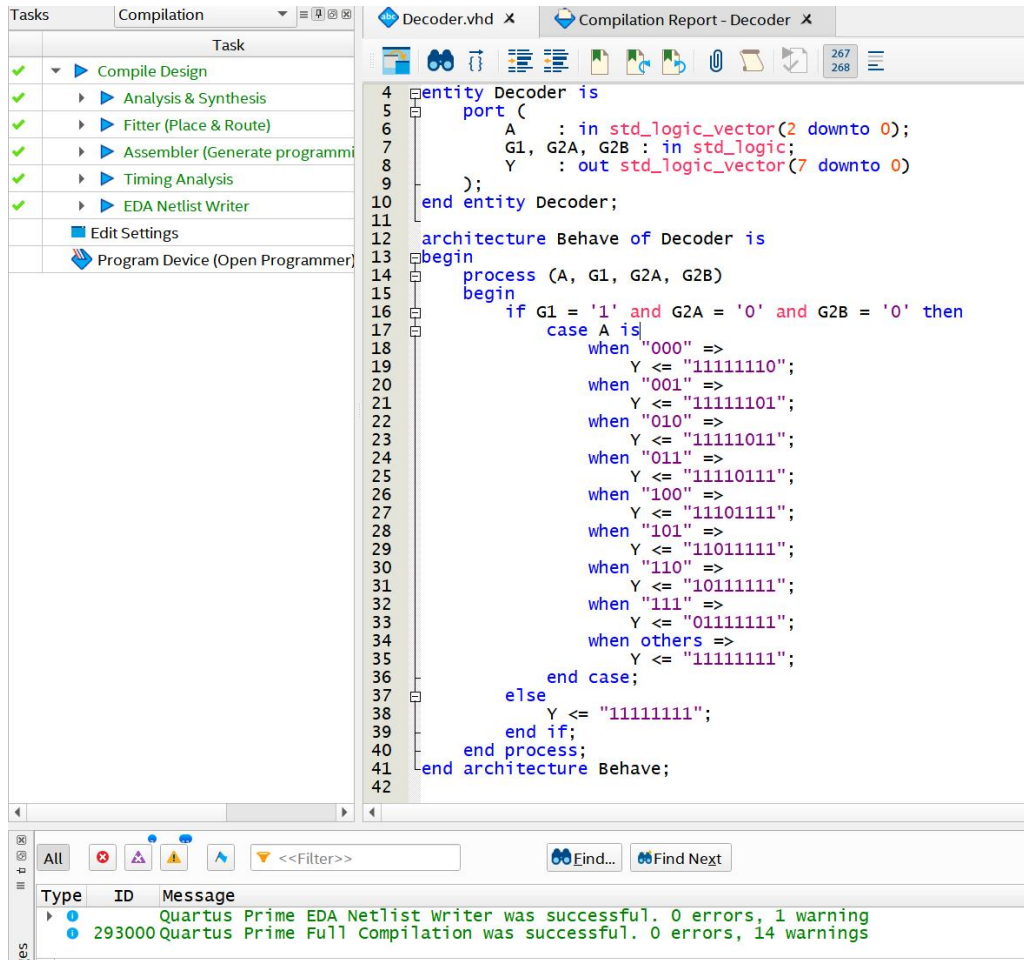 Tasks Compilation
Task
Compile Design
Analysis & Synthesis
Fitter (Place & Route)
Assembler (Generate programmi
Timing Analysis
EDA Netlist Writer
Edit Settings
Program Device (Open Programmer)
Decoder.vhd X Compilation Report - Decoder X
267
268
4 entity Decoder is
5 port (
6 A : in std_logic_vector(2 downto 0);
7 G1, G2A, G2B : in std_logic;
8 Y : out std_logic_vector(7 downto 0)
9 );
10 end entity Decoder;
11
12 architecture Behave of Decoder is
13 begin
14 process (A, G1, G2A, G2B)
15 begin
16 if G1 = '1' and G2A = '0' and G2B = '0' then
17 case A is
18 when "000" =>
19 Y <= "11111110";
20 when "001" =>
21 Y <= "11111101";
22 when "010" =>
23 Y <= "11111011";
24 when "011" =>
25 Y <= "11110111";
26 when "100" =>
27 Y <= "11101111";
28 when "101" =>
29 Y <= "11011111";
30 when "110" =>
31 Y <= "10111111";
32 when "111" =>
33 Y <= "01111111";
34 when others =>
35 Y <= "11111111";
36 end case;
37 else
38 Y <= "11111111";
39 end if;
40 end process;
41 end architecture Behave;
42
All <<Filter>> Find... Find Next
Type ID Message
Quartus Prime EDA Netlist Writer was successful. 0 errors, 1 warning
293000 Quartus Prime Full Compilation was successful. 0 errors, 14 warnings